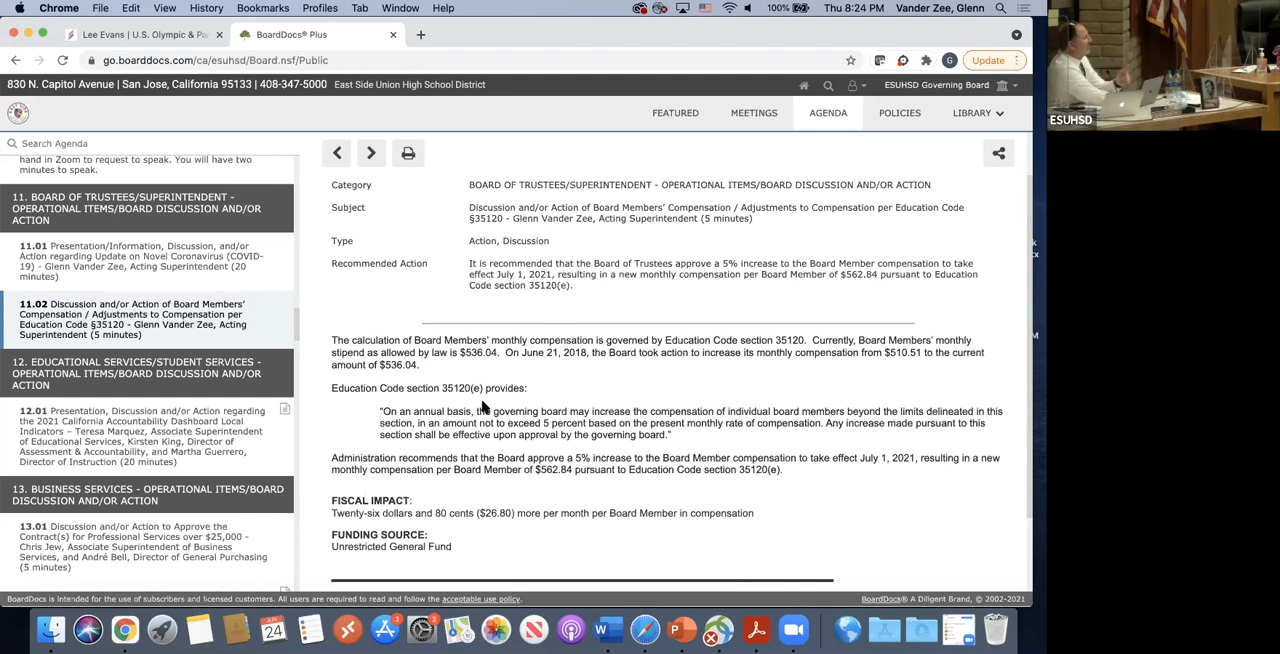 Chrome File Edit View History Bookmarks Profiles Tab Window Help 100% Thu 8:24 PM Vander Zee, Glenn
Lee Evans | U.S. Olympic & Pa
BoardDocs® Plus
go.boarddocs.com/ca/esuhsd/Board.nsf/Public
G Update
830 N. Capitol Avenue | San Jose, California 95133 | 408-347-5000 East Side Union High School District
ESUHSD Governing Board
ESUHSD
FEATURED MEETINGS AGENDA POLICIES LIBRARY
Search Agenda
hand in Zoom to request to speak. You will have two
minutes to speak.
11. BOARD OF TRUSTEES/SUPERINTENDENT -
OPERATIONAL ITEMS/BOARD DISCUSSION AND/OR
ACTION
11.01 Presentation/Information, Discussion, and/or
Action regarding Update on Novel Coronavirus (COVID-
19) - Glenn Vander Zee, Acting Superintendent (20
minutes)
11.02 Discussion and/or Action of Board Members'
Compensation / Adjustments to Compensation per
Education Code §35120 - Glenn Vander Zee, Acting
Superintendent (5 minutes)
12. EDUCATIONAL SERVICES/STUDENT SERVICES -
OPERATIONAL ITEMS/BOARD DISCUSSION AND/OR
ACTION
12.01 Presentation, Discussion and/or Action regarding
the 2021 California Accountability Dashboard Local
Indicators - Teresa Marquez, Associate Superintendent
of Educational Services, Kirsten King, Director of
Assessment & Accountability, and Martha Guerrero,
Director of Instruction (20 minutes)
13. BUSINESS SERVICES - OPERATIONAL ITEMS/BOARD
DISCUSSION AND/OR ACTION
13.01 Discussion and/or Action to Approve the
Contract(s) for Professional Services over $25,000 -
Chris Jew, Associate Superintendent of Business
Services, and André Bell, Director of General Purchasing
(5 minutes)
Category BOARD OF TRUSTEES/SUPERINTENDENT - OPERATIONAL ITEMS/BOARD DISCUSSION AND/OR ACTION
Subject Discussion and/or Action of Board Members' Compensation / Adjustments to Compensation per Education Code
§35120 - Glenn Vander Zee, Acting Superintendent (5 minutes)
Type Action, Discussion
Recommended Action It is recommended that the Board of Trustees approve a 5% increase to the Board Member compensation to take
effect July 1, 2021, resulting in a new monthly compensation per Board Member of $562.84 pursuant to Education
Code section 35120(e).
The calculation of Board Members' monthly compensation is governed by Education Code section 35120. Currently, Board Members' monthly
stipend as allowed by law is $536.04. On June 21, 2018, the Board took action to increase its monthly compensation from $510.51 to the current
amount of $536.04.
Education Code section 35120(e) provides:
"On an annual basis, the governing board may increase the compensation of individual board members beyond the limits delineated in this
section, in an amount not to exceed 5 percent based on the present monthly rate of compensation. Any increase made pursuant to this
section shall be effective upon approval by the governing board."
Administration recommends that the Board approve a 5% increase to the Board Member compensation to take effect July 1, 2021, resulting in a new
monthly compensation per Board Member of $562.84 pursuant to Education Code section 35120(e).
FISCAL IMPACT:
Twenty-six dollars and 80 cents ($26.80) more per month per Board Member in compensation
FUNDING SOURCE:
Unrestricted General Fund
BoardDocs is intended for the use of subscribers and licensed customers. All users are required to read and follow the acceptable use policy. BoardDocs® A Diligent Brand, © 2002-2021
JUN
24
3
2